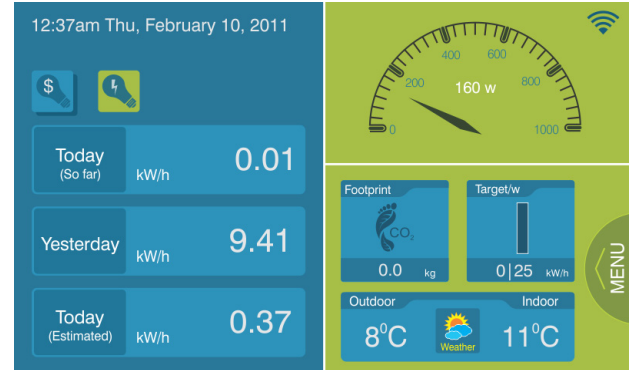 12:37am Thu, February 10, 2011
$
Today
(So far)
kW/h
0.01
Yesterday
kW/h
9.41
Today
(Estimated)
kW/h
0.37
0
200
400
600
800
1000
160 w
Footprint
CO2
0.0 kg
Target/w
0|25 kW/h
MENU
Outdoor
Indoor
8°C
Weather
11°C